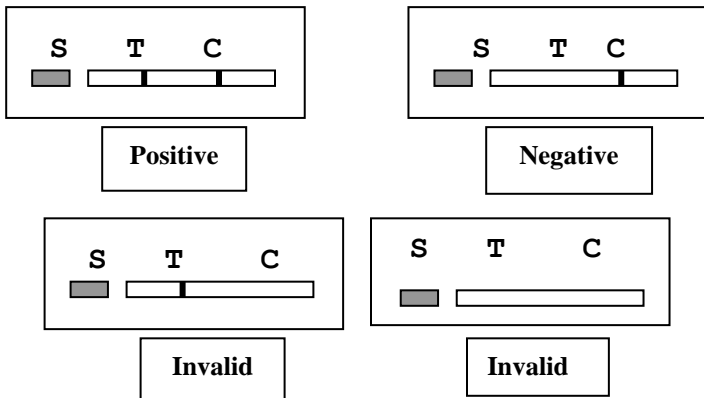 S T C
S T C
Positive
Negative
S T C
S T C
Invalid
Invalid